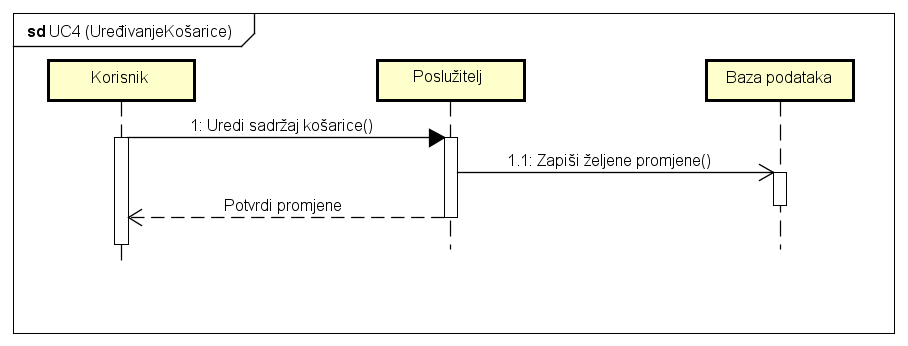 sd UC4 (UređivanjeKošarice)
Korisnik
Poslužitelj
Baza podataka
1: Uredi sadržaj košarice()
1.1: Zapiši željene promjene()
Potvrdi promjene